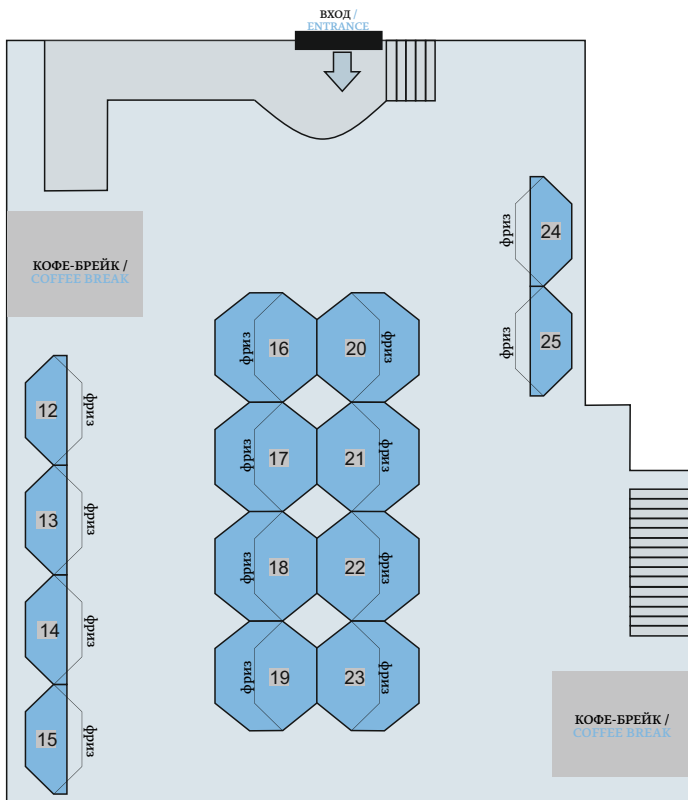 ВХОД /
ENTRANCE
24
фриз
КОФЕ-БРЕЙК /
COFFEE BREAK
25
фриз
16
фриз
20
фриз
12
фриз
17
фриз
21
фриз
13
фриз
18
фриз
22
фриз
14
фриз
19
фриз
23
фриз
15
фриз
КОФЕ-БРЕЙК /
COFFEE BREAK